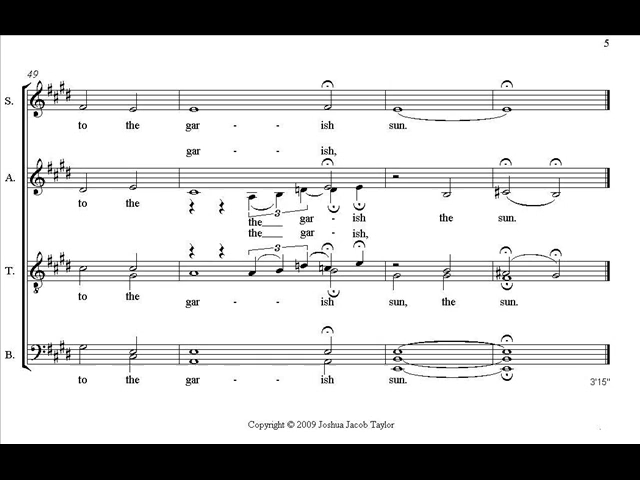 5
49
S.
to the gar - - ish sun.
gar - - ish,
A.
to the
the gar - ish the sun.
the gar - ish,
3
3
T.
to the gar - - ish sun, the sun.
B.
to the gar - - ish sun.
3'15"
Copyright © 2009 Joshua Jacob Taylor